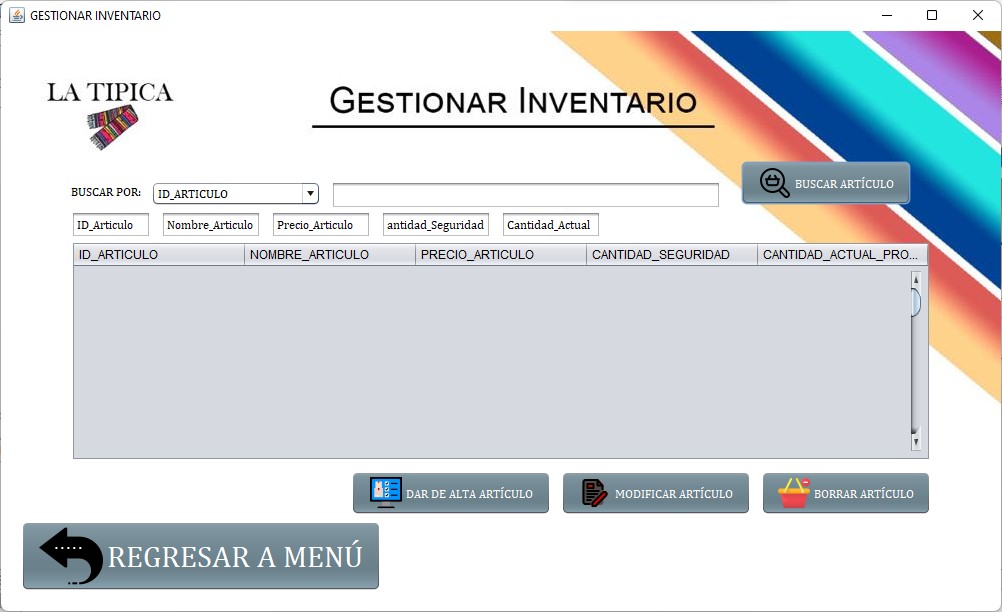 GESTIONAR INVENTARIO
LA TIPICA
GESTIONAR INVENTARIO
BUSCAR POR: ID_ARTICULO BUSCAR ARTÍCULO
ID_Articulo Nombre_Articulo Precio_Articulo antidad_Seguridad Cantidad_Actual
ID_ARTICULO NOMBRE_ARTICULO PRECIO_ARTICULO CANTIDAD_SEGURIDAD CANTIDAD_ACTUAL_PRO...
DAR DE ALTA ARTÍCULO MODIFICAR ARTÍCULO BORRAR ARTÍCULO
REGRESAR A MENÚ